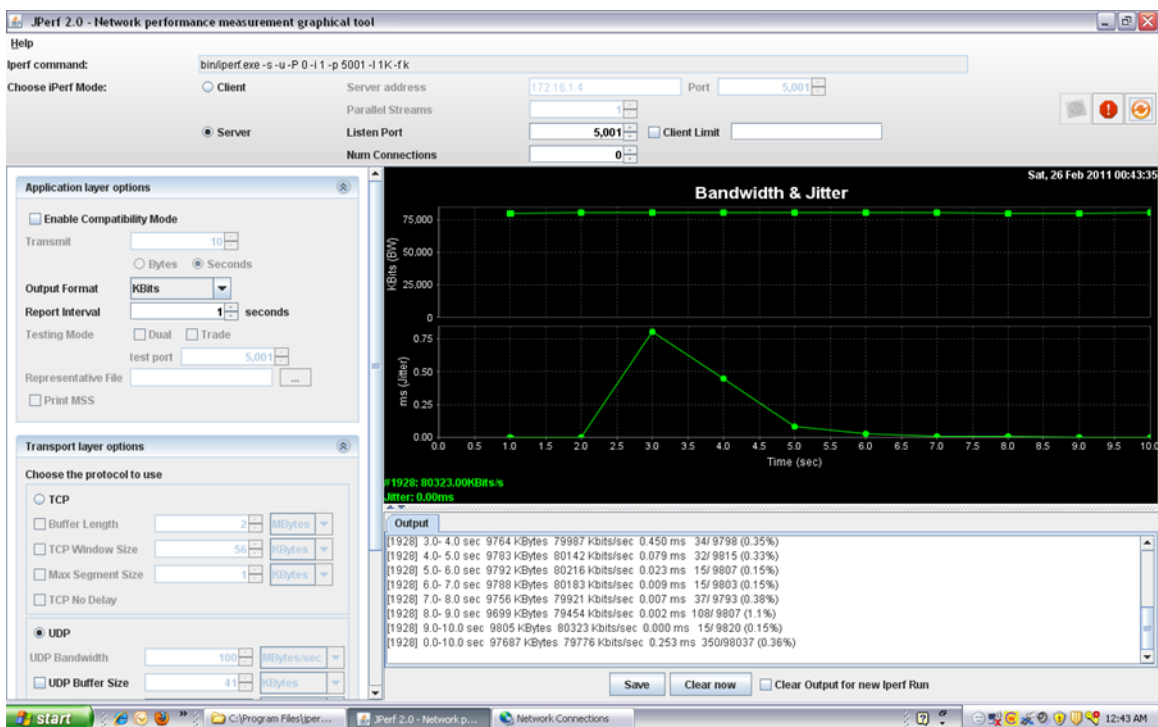 JPerf 2.0 - Network performance measurement graphical tool
Help
Iperf command: bin/iperf.exe -s -u -P 0 -i 1 -p 5001 -l 1K -f k
Choose iPerf Mode: Client Server address 172.16.1.4 Port 5,001
Parallel Streams 1
Server Listen Port 5,001 Client Limit
Num Connections 0
Application layer options
Enable Compatibility Mode
Transmit 10
Bytes Seconds
Output Format KBits
Report Interval 1 seconds
Testing Mode Dual Trade
test port 5,001
Representative File ...
Print MSS
Transport layer options
Choose the protocol to use
TCP
Buffer Length 2 MBytes
TCP Window Size 56 KBytes
Max Segment Size 1 KBytes
TCP No Delay
UDP
UDP Bandwidth 100 MBytes/sec
UDP Buffer Size 41 KBytes
Sat, 26 Feb 2011 00:43:35
Bandwidth & Jitter
KBits (BW)
75,000
50,000
25,000
0
ms (Jitter)
0.75
0.50
0.25
0.00
0.0 0.5 1.0 1.5 2.0 2.5 3.0 3.5 4.0 4.5 5.0 5.5 6.0 6.5 7.0 7.5 8.0 8.5 9.0 9.5 10.0
Time (sec)
#1928: 80323.00KBits/s
Jitter: 0.00ms
Output
[1928] 3.0- 4.0 sec 9764 KBytes 79987 Kbits/sec 0.450 ms 34/ 9798 (0.35%)
[1928] 4.0- 5.0 sec 9783 KBytes 80142 Kbits/sec 0.079 ms 32/ 9815 (0.33%)
[1928] 5.0- 6.0 sec 9792 KBytes 80216 Kbits/sec 0.023 ms 15/ 9807 (0.15%)
[1928] 6.0- 7.0 sec 9788 KBytes 80183 Kbits/sec 0.009 ms 15/ 9803 (0.15%)
[1928] 7.0- 8.0 sec 9756 KBytes 79921 Kbits/sec 0.007 ms 37/ 9793 (0.38%)
[1928] 8.0- 9.0 sec 9699 KBytes 79454 Kbits/sec 0.002 ms 108/ 9807 (1.1%)
[1928] 9.0-10.0 sec 9805 KBytes 80323 Kbits/sec 0.000 ms 15/ 9820 (0.15%)
[1928] 0.0-10.0 sec 97687 KBytes 79776 Kbits/sec 0.253 ms 350/98037 (0.36%)
Save Clear now Clear Output for new Iperf Run
start C:\Program Files\jper... JPerf 2.0 - Network p... Network Connections 12:43 AM